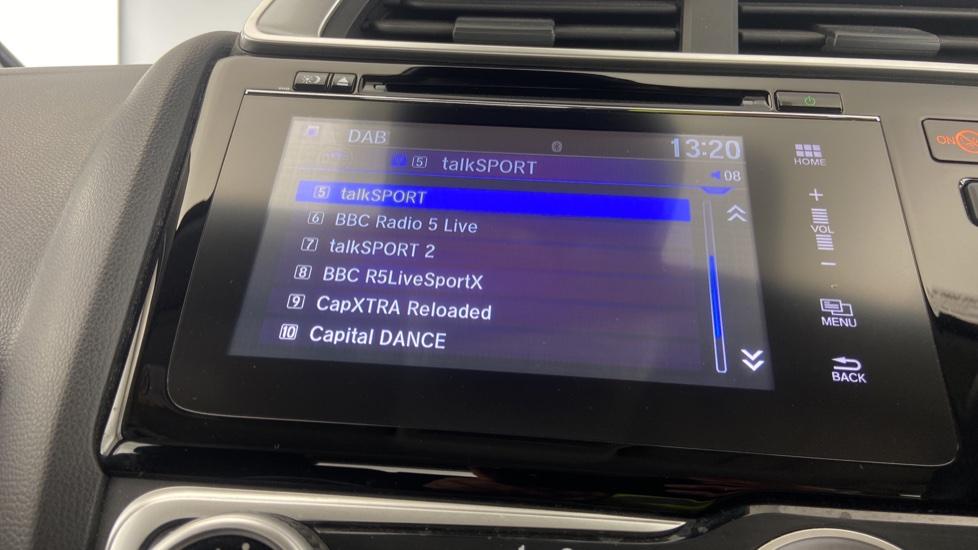 DAB
13:20
5 talkSPORT
08
5 talkSPORT
6 BBC Radio 5 Live
7 talkSPORT 2
8 BBC R5LiveSportX
9 CapXTRA Reloaded
10 Capital DANCE
HOME
+
VOL
−
MENU
BACK
ON